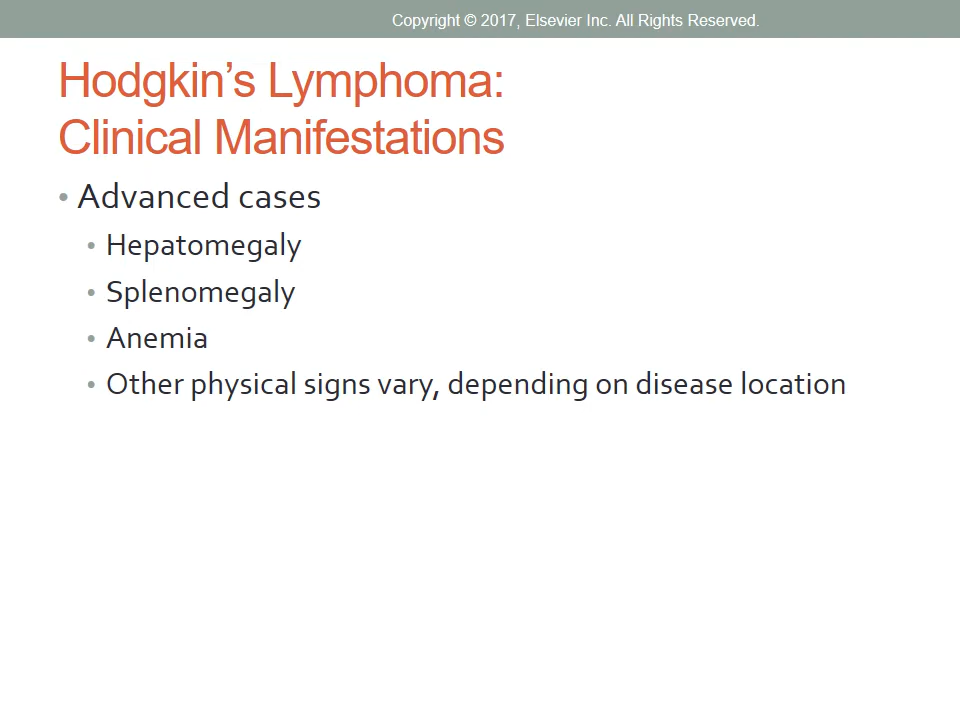 Copyright © 2017, Elsevier Inc. All Rights Reserved.
Hodgkin’s Lymphoma:
Clinical Manifestations
• Advanced cases
• Hepatomegaly
• Splenomegaly
• Anemia
• Other physical signs vary, depending on disease location